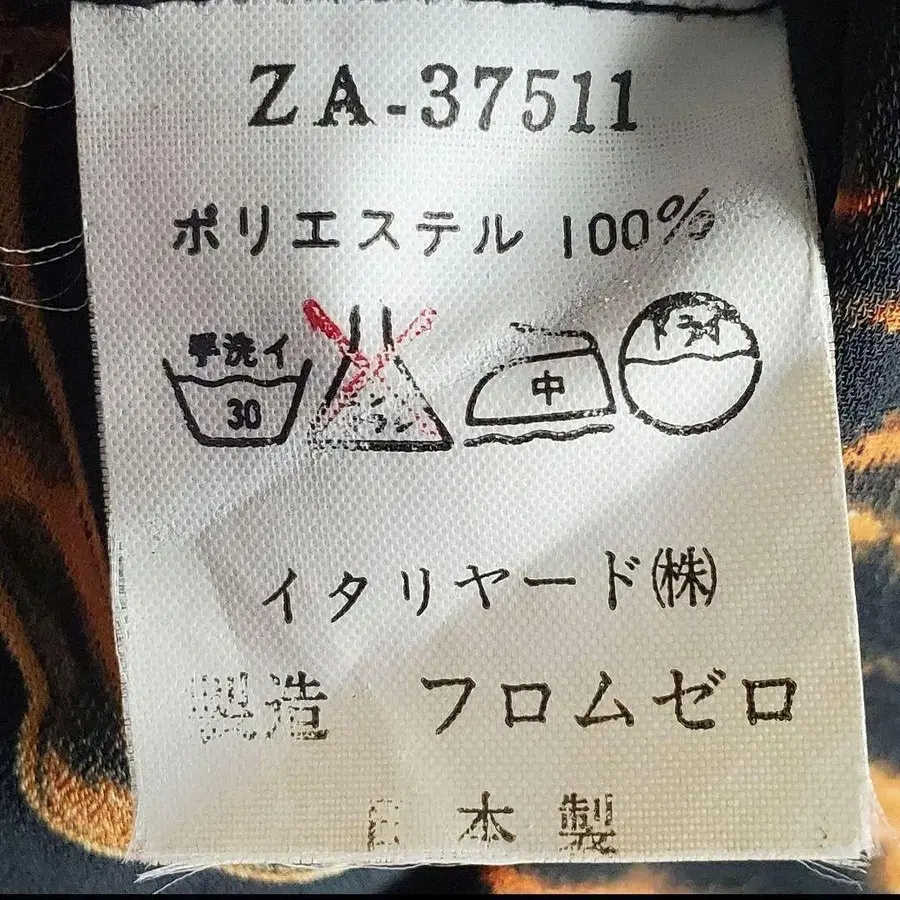 ZA-37511
ポリエステル 100%
手洗イ 30 中 ドライ
イタリヤード㈱
製造 フロムゼロ
日本製